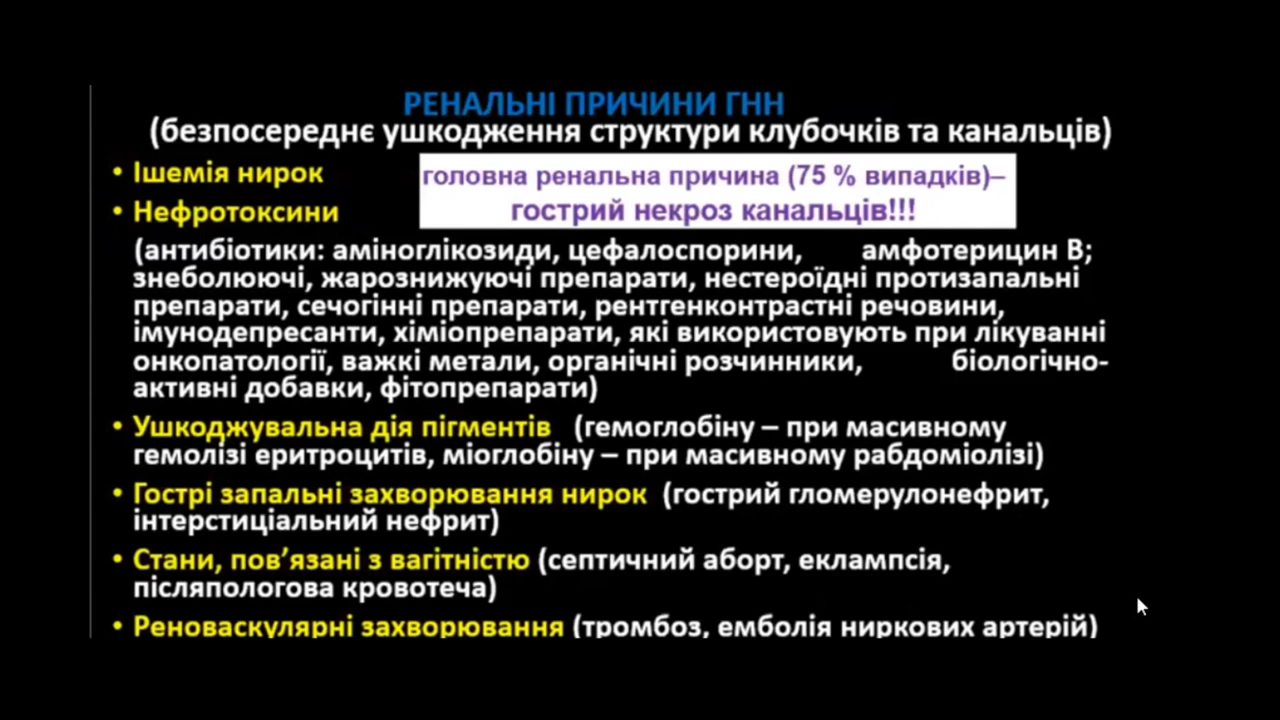 РЕНАЛЬНІ ПРИЧИНИ ГНН
(безпосереднє ушкодження структури клубочків та канальців)
• Ішемія нирок
головна ренальна причина (75 % випадків)–
гострий некроз канальців!!!
• Нефротоксини
(антибіотики: аміноглікозиди, цефалоспорини, амфотерицин В;
знеболюючі, жарознижуючі препарати, нестероїдні протизапальні
препарати, сечогінні препарати, рентгенконтрастні речовини,
імунодепресанти, хіміопрепарати, які використовують при лікуванні
онкопатології, важкі метали, органічні розчинники, біологічно-
активні добавки, фітопрепарати)
• Ушкоджувальна дія пігментів (гемоглобіну – при масивному
гемолізі еритроцитів, міоглобіну – при масивному рабдоміолізі)
• Гострі запальні захворювання нирок (гострий гломерулонефрит,
інтерстиціальний нефрит)
• Стани, пов’язані з вагітністю (септичний аборт, еклампсія,
післяпологова кровотеча)
• Реноваскулярні захворювання (тромбоз, емболія ниркових артерій)